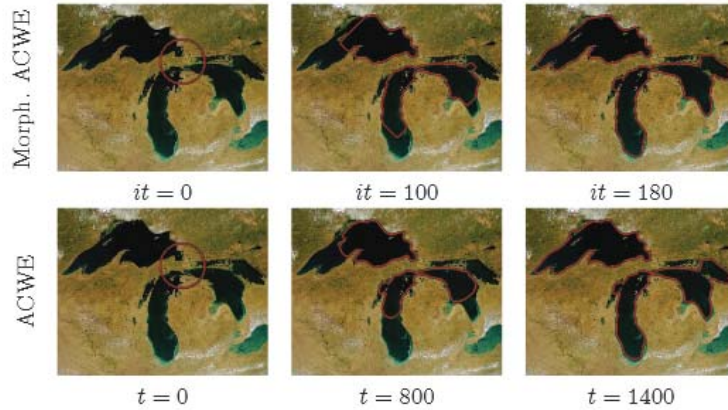 Morph. ACWE
it = 0
it = 100
it = 180
ACWE
t = 0
t = 800
t = 1400